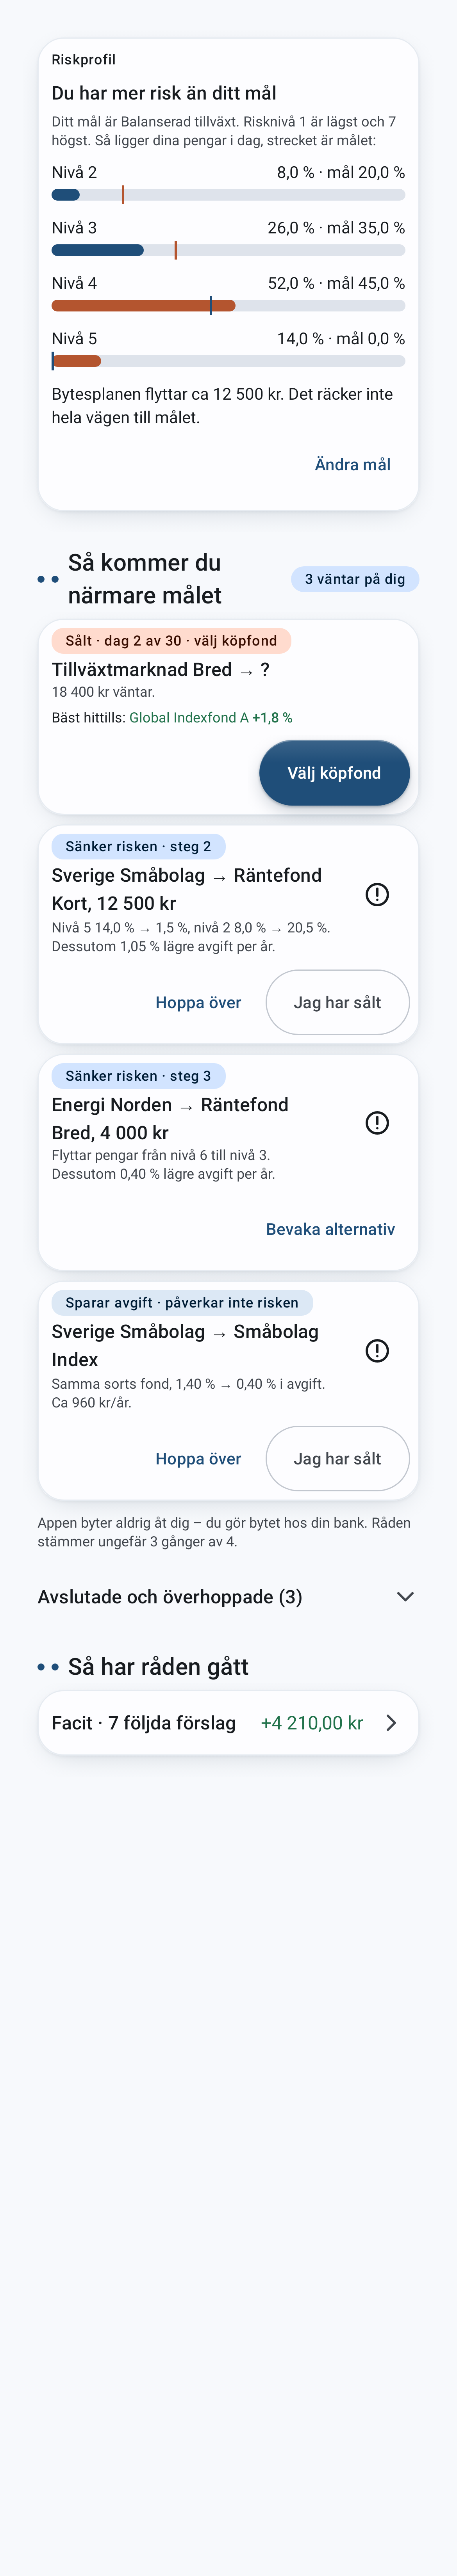 Riskprofil
Du har mer risk än ditt mål
Ditt mål är Balanserad tillväxt. Risknivå 1 är lägst och 7
högst. Så ligger dina pengar i dag, strecket är målet:
Nivå 2 8,0 % · mål 20,0 %
Nivå 3 26,0 % · mål 35,0 %
Nivå 4 52,0 % · mål 45,0 %
Nivå 5 14,0 % · mål 0,0 %
Bytesplanen flyttar ca 12 500 kr. Det räcker inte
hela vägen till målet.
Ändra mål
Så kommer du
närmare målet
3 väntar på dig
Sålt · dag 2 av 30 · välj köpfond
Tillväxtmarknad Bred → ?
18 400 kr väntar.
Bäst hittills: Global Indexfond A +1,8 %
Välj köpfond
Sänker risken · steg 2
Sverige Småbolag → Räntefond
Kort, 12 500 kr
Nivå 5 14,0 % → 1,5 %, nivå 2 8,0 % → 20,5 %.
Dessutom 1,05 % lägre avgift per år.
Hoppa över Jag har sålt
Sänker risken · steg 3
Energi Norden → Räntefond
Bred, 4 000 kr
Flyttar pengar från nivå 6 till nivå 3.
Dessutom 0,40 % lägre avgift per år.
Bevaka alternativ
Sparar avgift · påverkar inte risken
Sverige Småbolag → Småbolag
Index
Samma sorts fond, 1,40 % → 0,40 % i avgift.
Ca 960 kr/år.
Hoppa över Jag har sålt
Appen byter aldrig åt dig – du gör bytet hos din bank. Råden
stämmer ungefär 3 gånger av 4.
Avslutade och överhoppade (3)
Så har råden gått
Facit · 7 följda förslag +4 210,00 kr